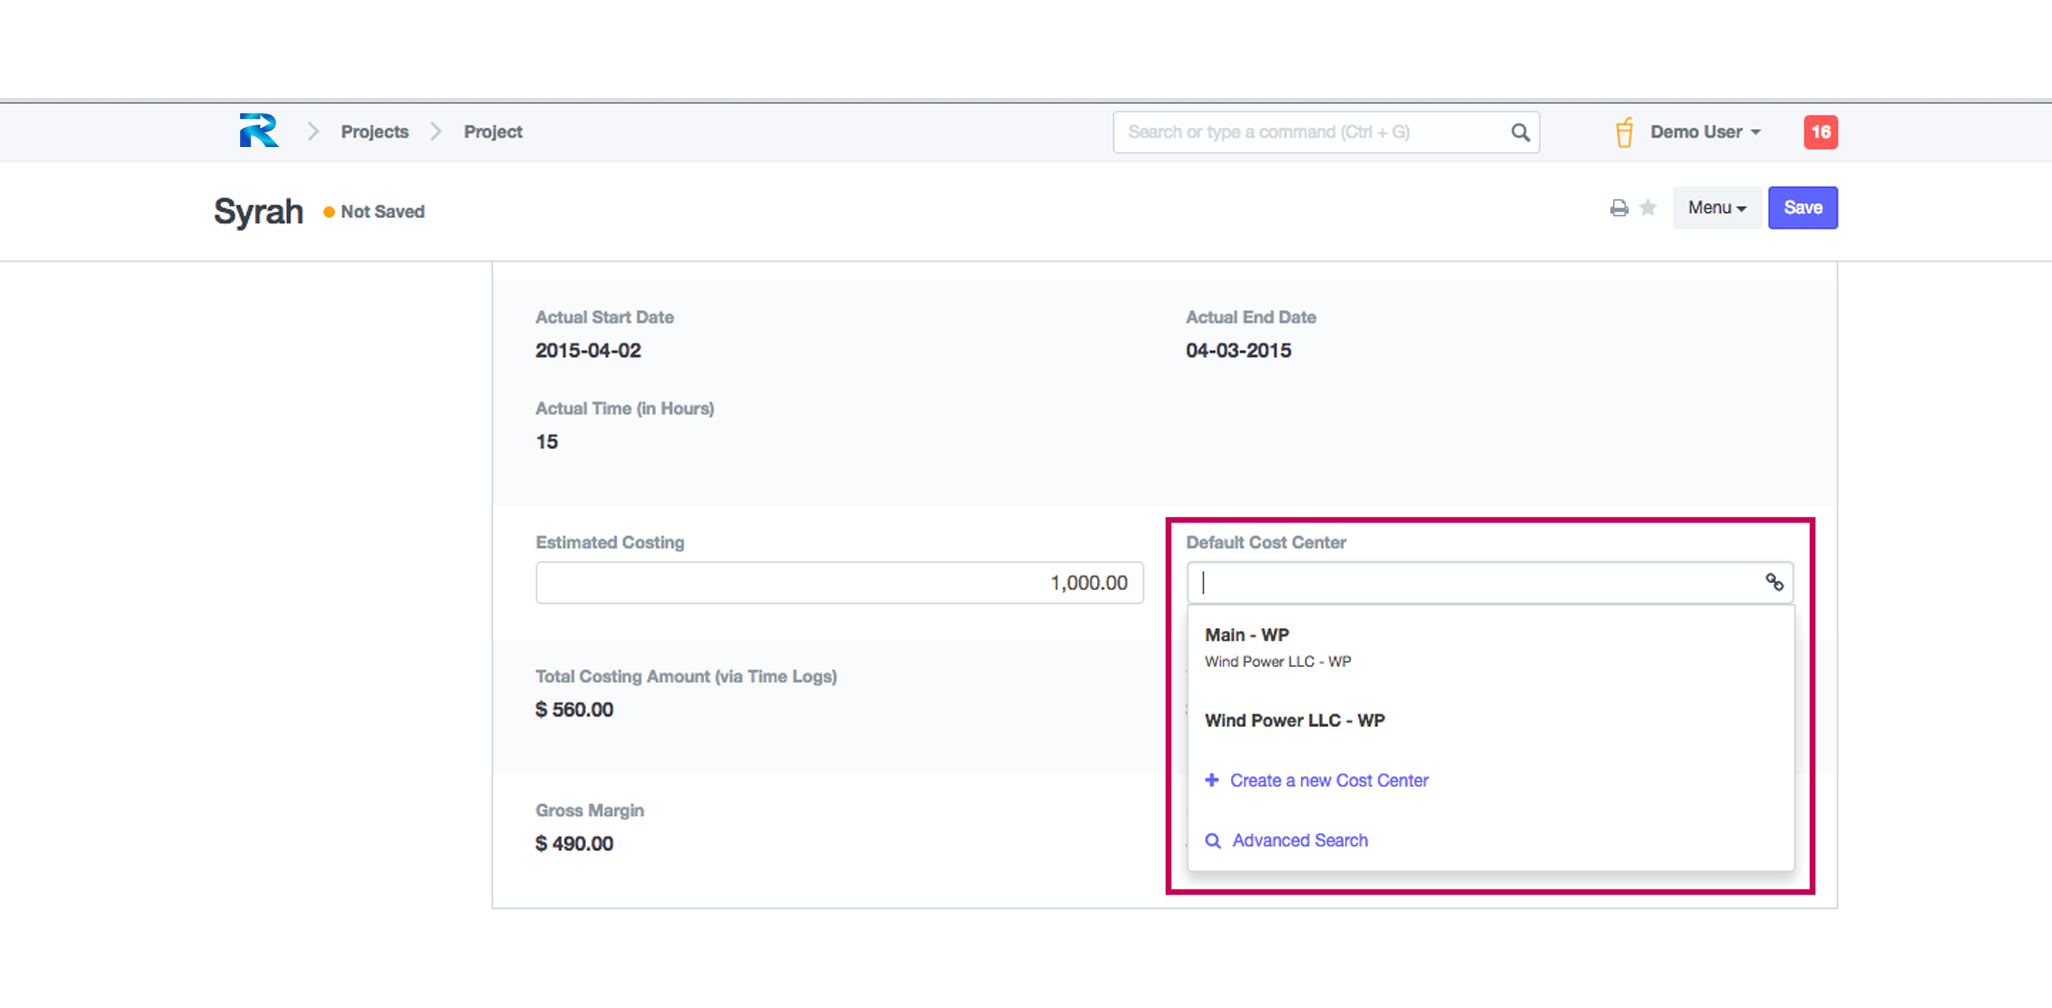 Projects
Project
Search or type a command (Ctrl + G)
Demo User
16
Syrah
Not Saved
Menu
Save
Actual Start Date
Actual End Date
2015-04-02
04-03-2015
Actual Time (in Hours)
15
Estimated Costing
Default Cost Center
1,000.00
Main - WP
Wind Power LLC - WP
Total Costing Amount (via Time Logs)
$ 560.00
Wind Power LLC - WP
Create a new Cost Center
Gross Margin
$ 490.00
Advanced Search